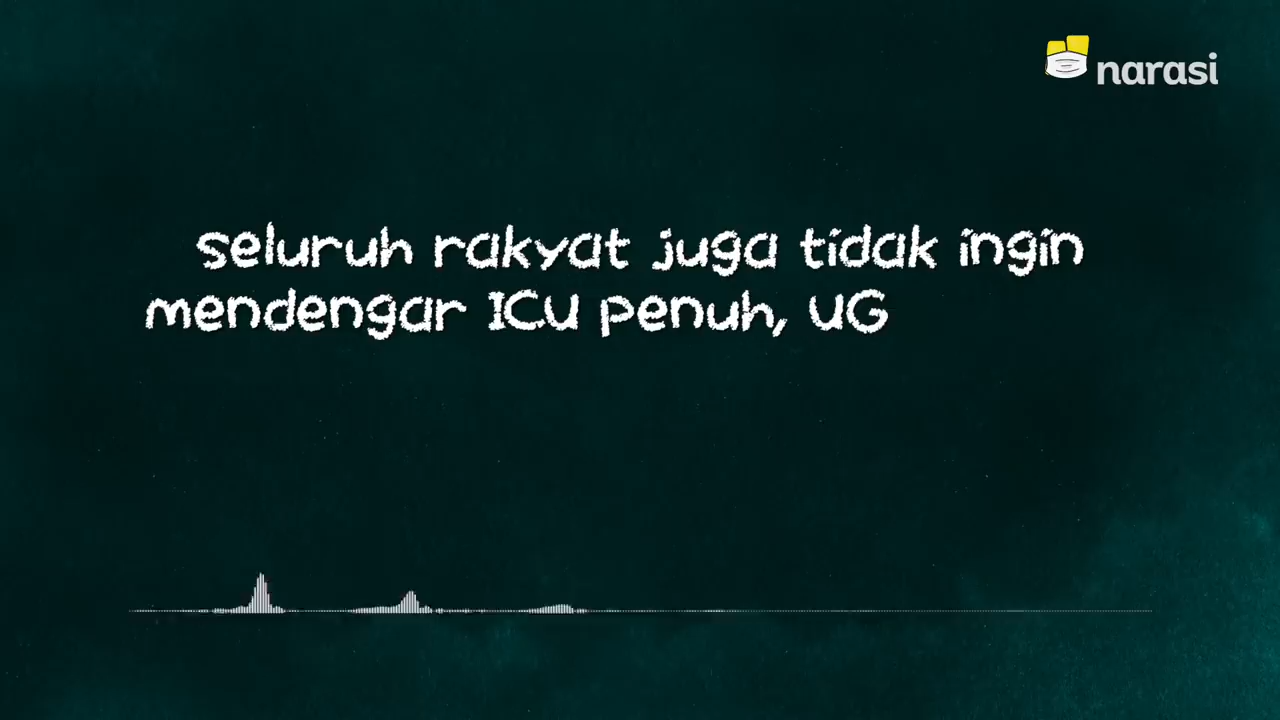 narasi
seluruh rakyat juga tidak ingin
mendengar ICU penuh, UG